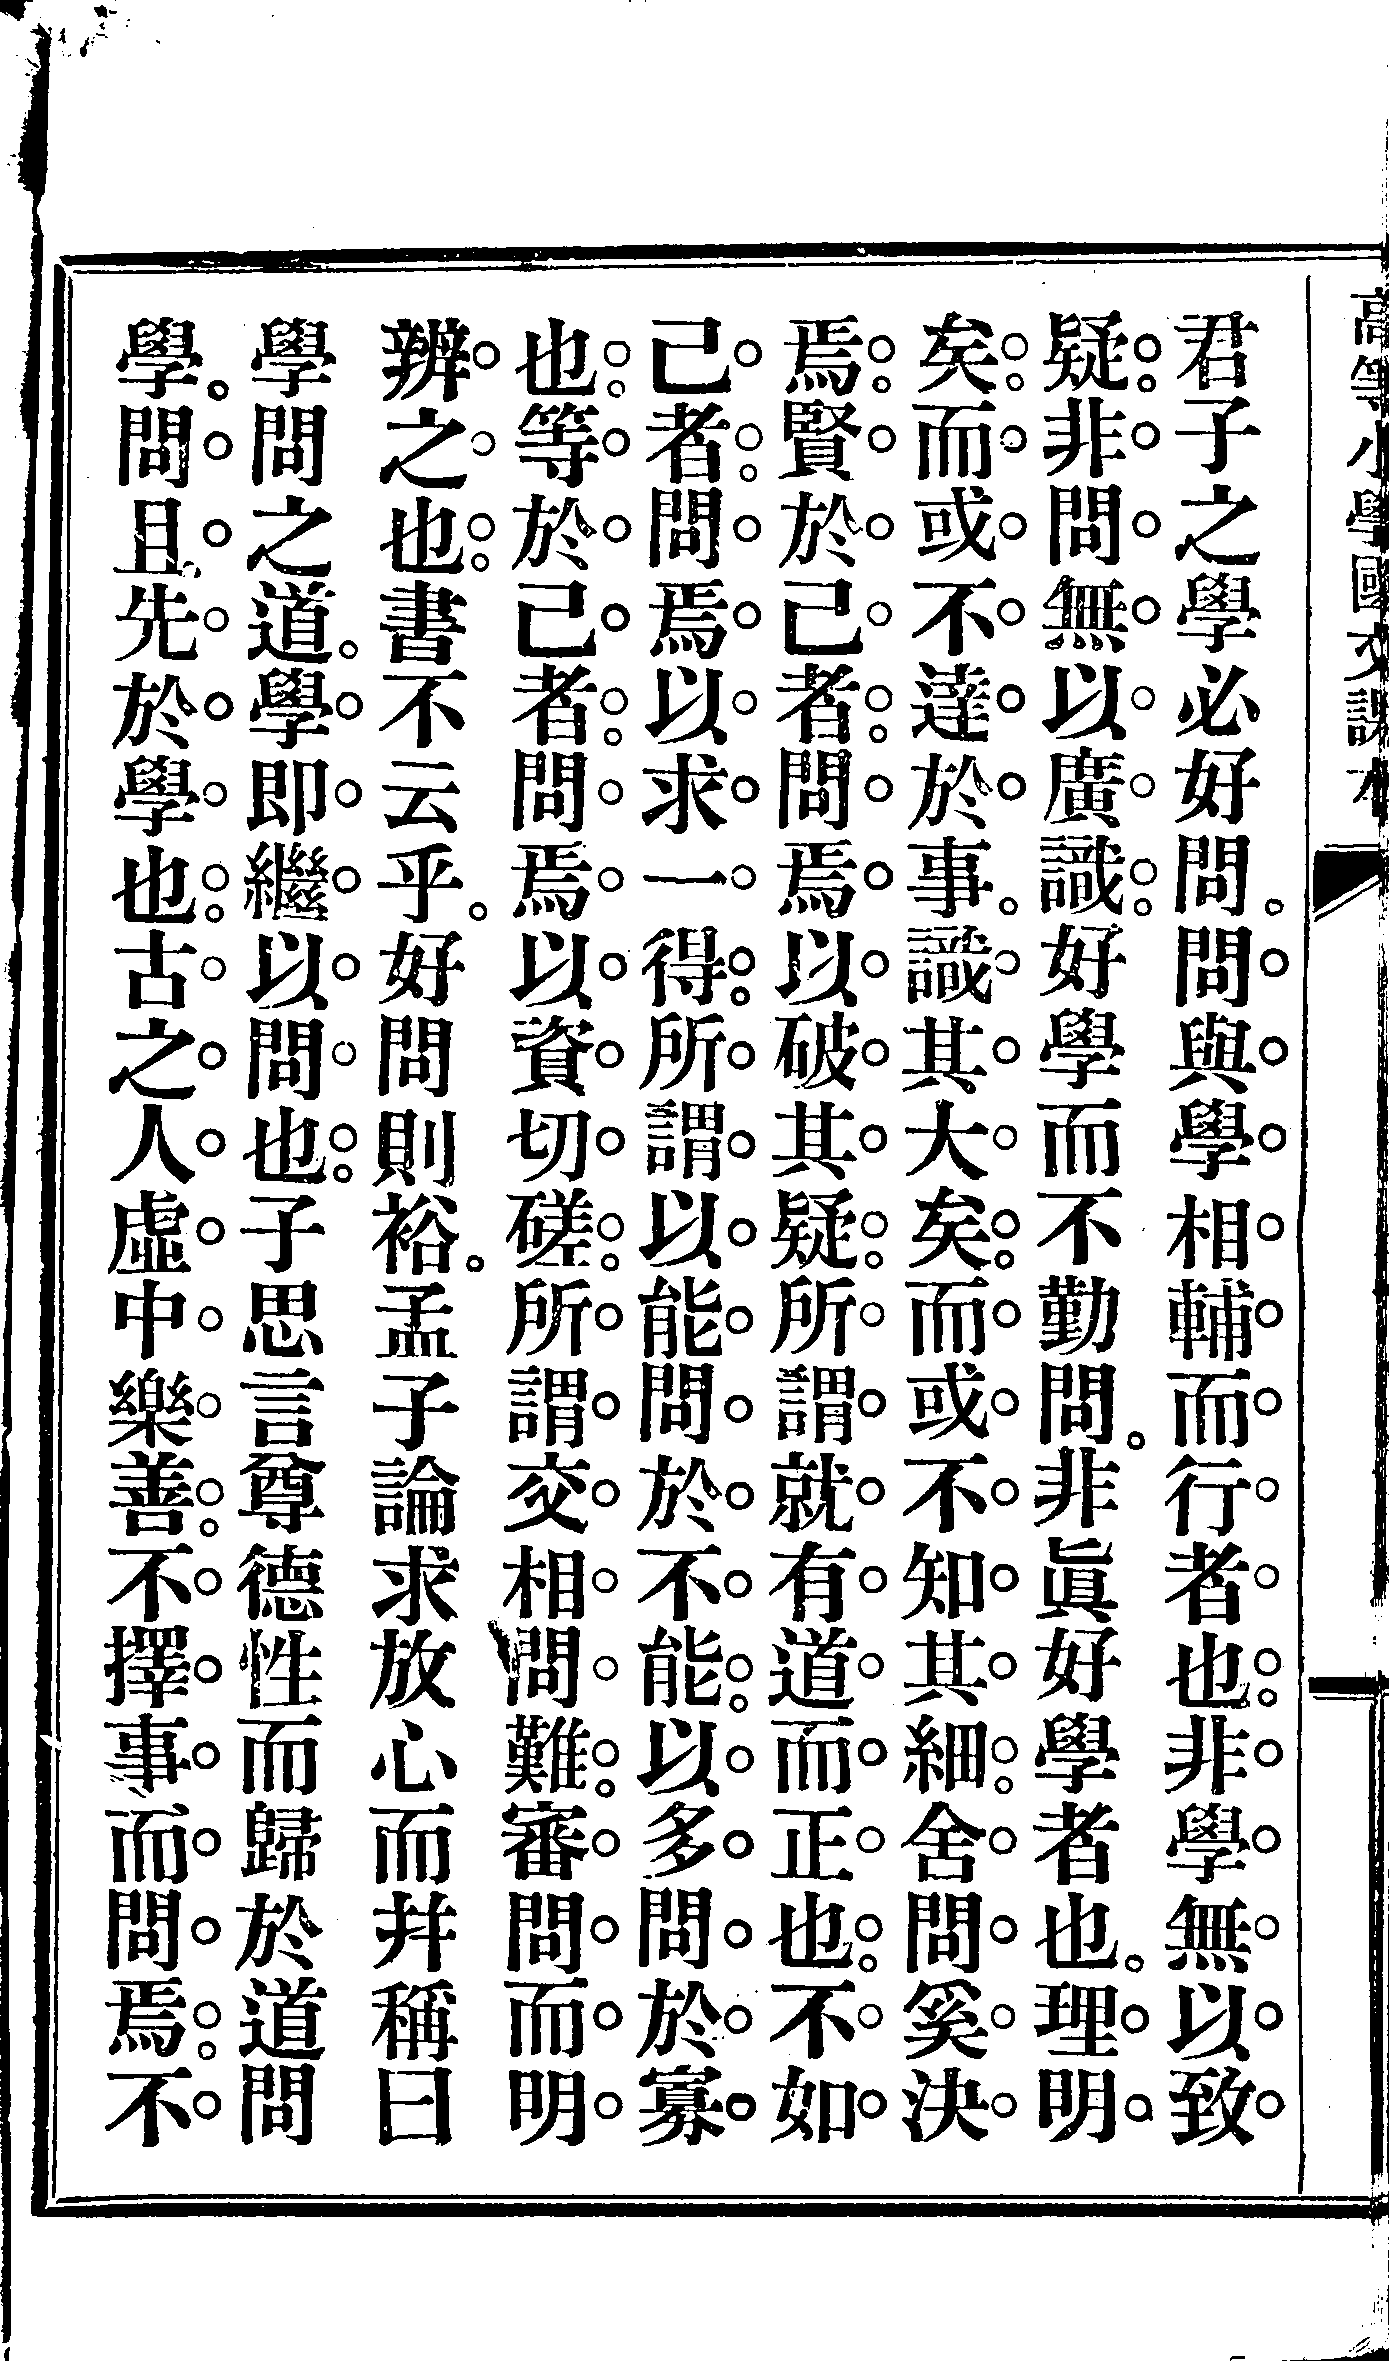 高等小學國文課本
君子之學必好問。問與學相輔而行者也。非學無以致
疑。非問無以廣識。好學而不勤問。非眞好學者也。理明
矣。而或不達於事。識其大矣。而或不知其細。舍問奚決
焉。賢於己者。問焉以破其疑。所謂就有道而正也。不如
己者。問焉以求一得。所謂以能問於不能。以多問於寡
也。等於己者。問焉以資切磋。所謂交相問難。審問而明
辨之也。書不云乎。好問則裕。孟子論求放心而幷稱曰
學問之道。學即繼以問也。子思言尊德性而歸於道問
學。問且先於學也。古之人虛中樂善。不擇事而問焉。不